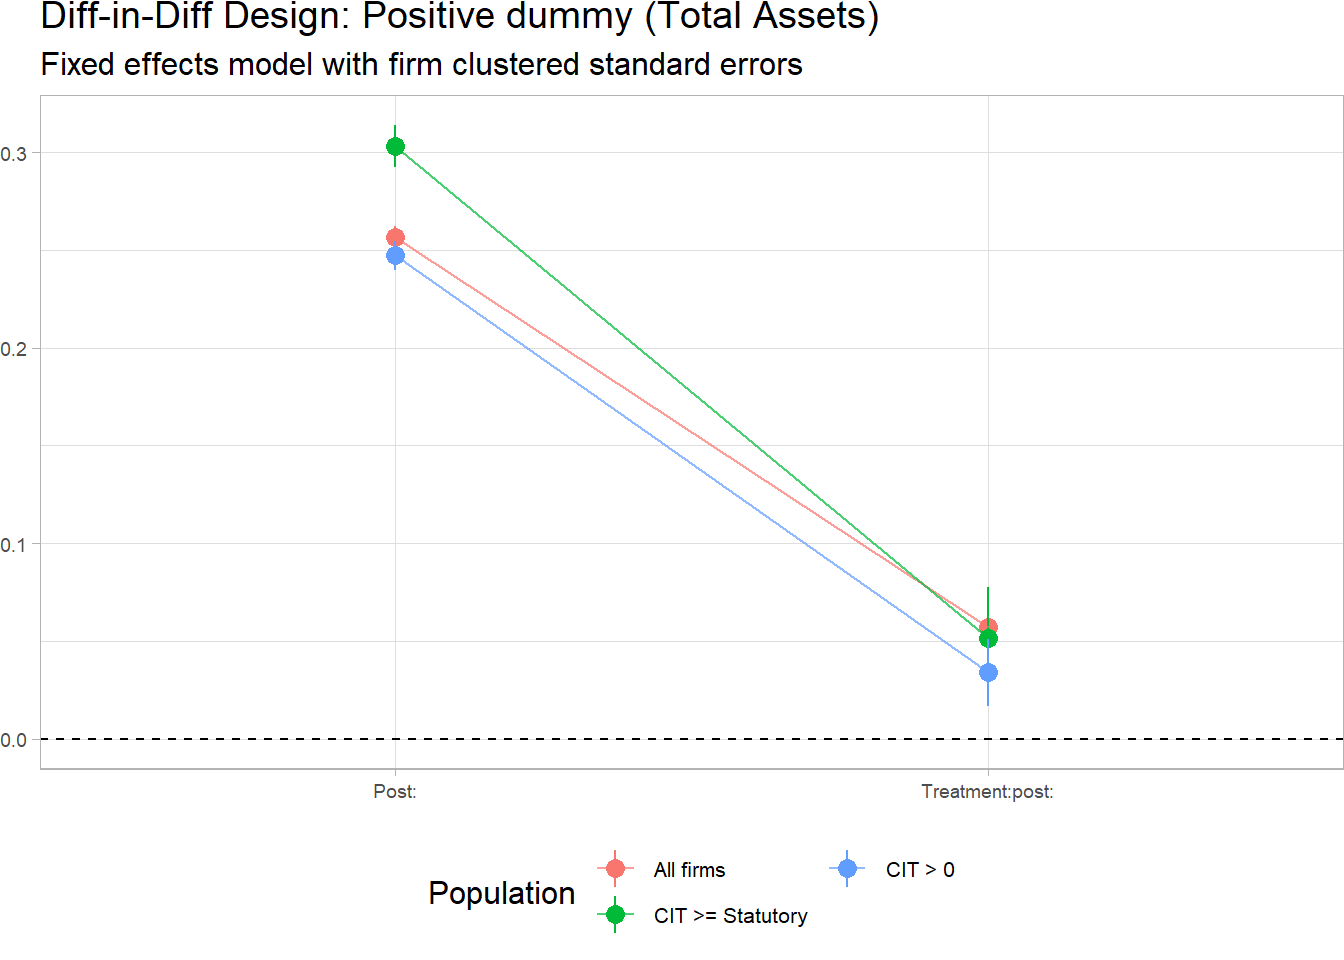 Diff-in-Diff Design: Positive dummy (Total Assets)
Fixed effects model with firm clustered standard errors
0.3
0.2
0.1
0.0
Post:
Treatment:post:
Population
All firms
CIT > 0
CIT >= Statutory